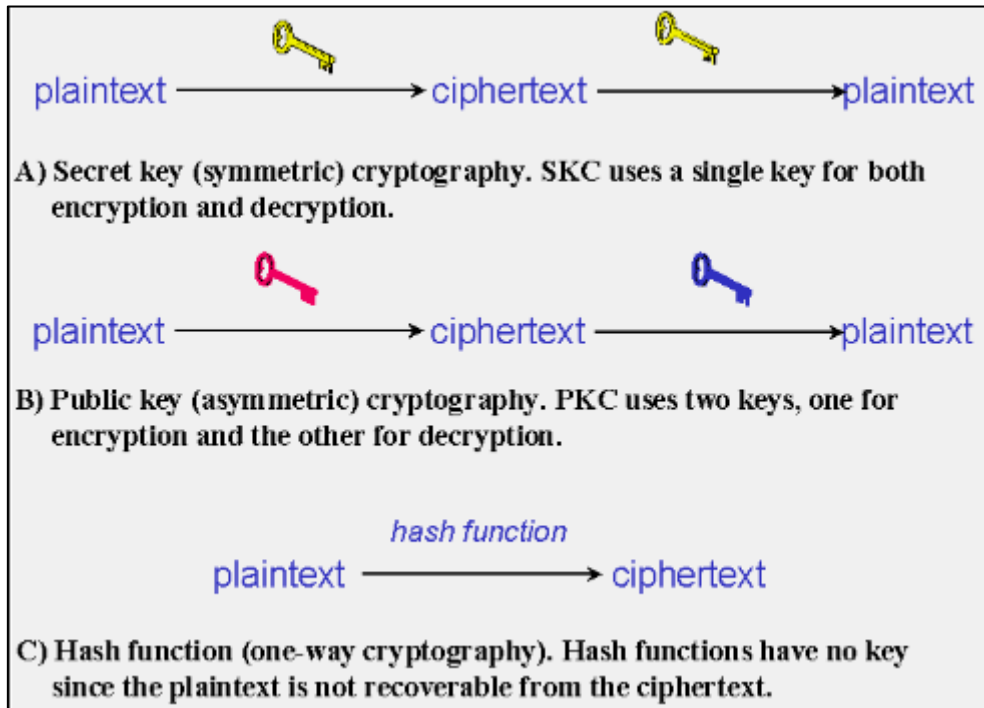 plaintext ciphertext plaintext
A) Secret key (symmetric) cryptography. SKC uses a single key for both
encryption and decryption.
plaintext ciphertext plaintext
B) Public key (asymmetric) cryptography. PKC uses two keys, one for
encryption and the other for decryption.
hash function
plaintext ciphertext
C) Hash function (one-way cryptography). Hash functions have no key
since the plaintext is not recoverable from the ciphertext.